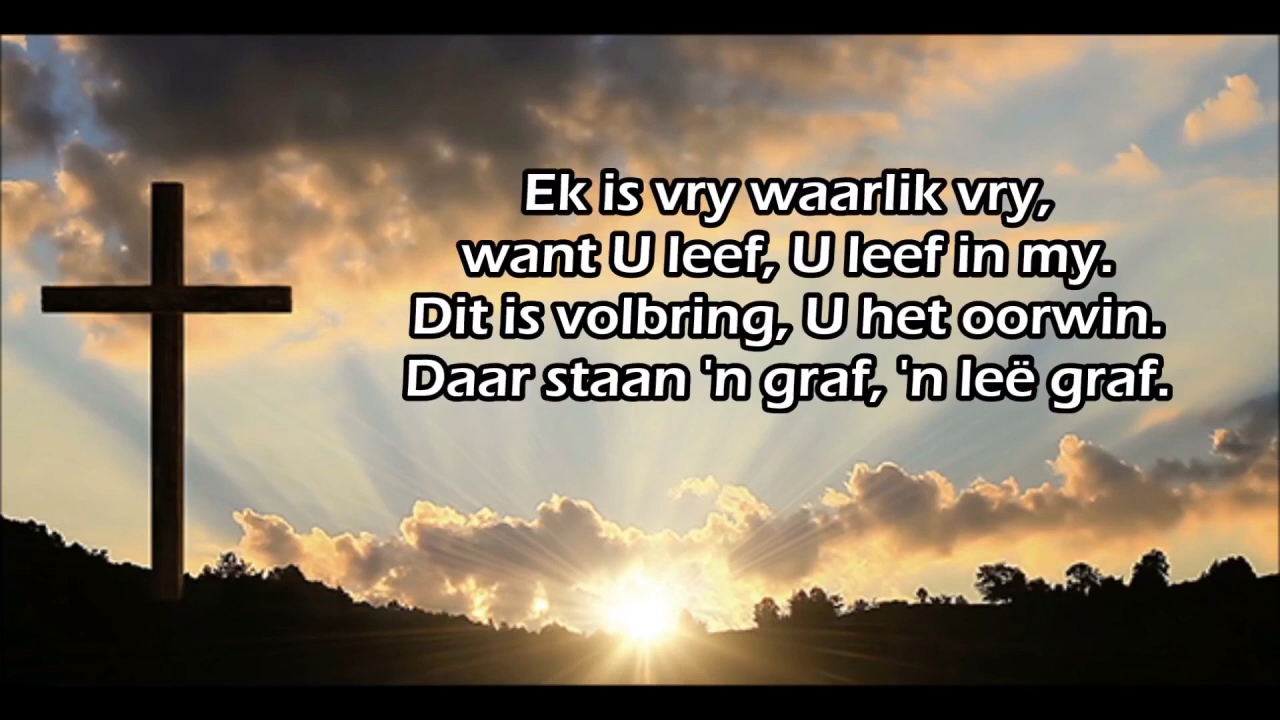 Ek is vry waarlik vry,
want U leef, U leef in my.
Dit is volbring, U het oorwin.
Daar staan 'n graf, 'n leë graf.